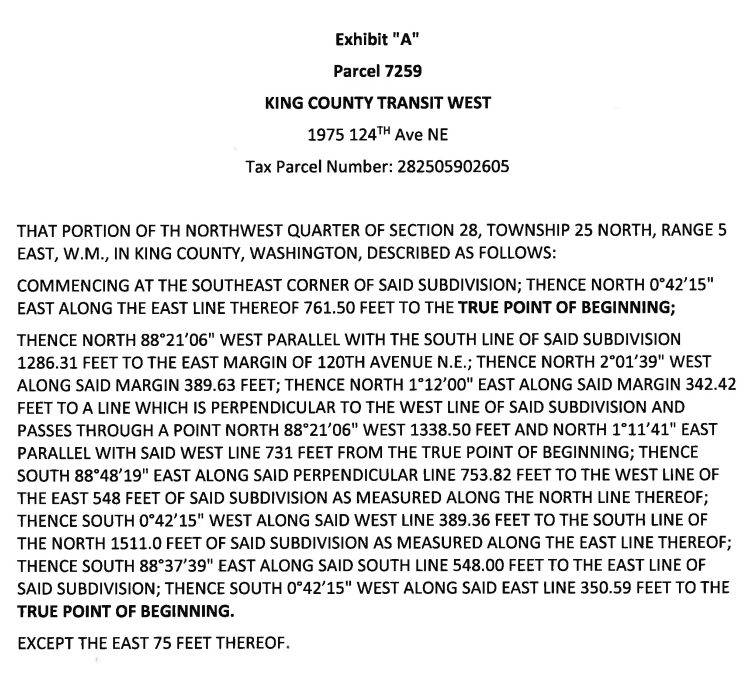 Exhibit "A"
Parcel 7259
KING COUNTY TRANSIT WEST
1975 124TH Ave NE
Tax Parcel Number: 282505902605
THAT PORTION OF TH NORTHWEST QUARTER OF SECTION 28, TOWNSHIP 25 NORTH, RANGE 5
EAST, W.M., IN KING COUNTY, WASHINGTON, DESCRIBED AS FOLLOWS:
COMMENCING AT THE SOUTHEAST CORNER OF SAID SUBDIVISION; THENCE NORTH 0°42'15"
EAST ALONG THE EAST LINE THEREOF 761.50 FEET TO THE TRUE POINT OF BEGINNING;
THENCE NORTH 88°21'06" WEST PARALLEL WITH THE SOUTH LINE OF SAID SUBDIVISION
1286.31 FEET TO THE EAST MARGIN OF 120TH AVENUE N.E.; THENCE NORTH 2°01'39" WEST
ALONG SAID MARGIN 389.63 FEET; THENCE NORTH 1°12'00" EAST ALONG SAID MARGIN 342.42
FEET TO A LINE WHICH IS PERPENDICULAR TO THE WEST LINE OF SAID SUBDIVISION AND
PASSES THROUGH A POINT NORTH 88°21'06" WEST 1338.50 FEET AND NORTH 1°11'41" EAST
PARALLEL WITH SAID WEST LINE 731 FEET FROM THE TRUE POINT OF BEGINNING; THENCE
SOUTH 88°48'19" EAST ALONG SAID PERPENDICULAR LINE 753.82 FEET TO THE WEST LINE OF
THE EAST 548 FEET OF SAID SUBDIVISION AS MEASURED ALONG THE NORTH LINE THEREOF;
THENCE SOUTH 0°42'15" WEST ALONG SAID WEST LINE 389.36 FEET TO THE SOUTH LINE OF
THE NORTH 1511.0 FEET OF SAID SUBDIVISION AS MEASURED ALONG THE EAST LINE THEREOF;
THENCE SOUTH 88°37'39" EAST ALONG SAID SOUTH LINE 548.00 FEET TO THE EAST LINE OF
SAID SUBDIVISION; THENCE SOUTH 0°42'15" WEST ALONG SAID EAST LINE 350.59 FEET TO THE
TRUE POINT OF BEGINNING.
EXCEPT THE EAST 75 FEET THEREOF.